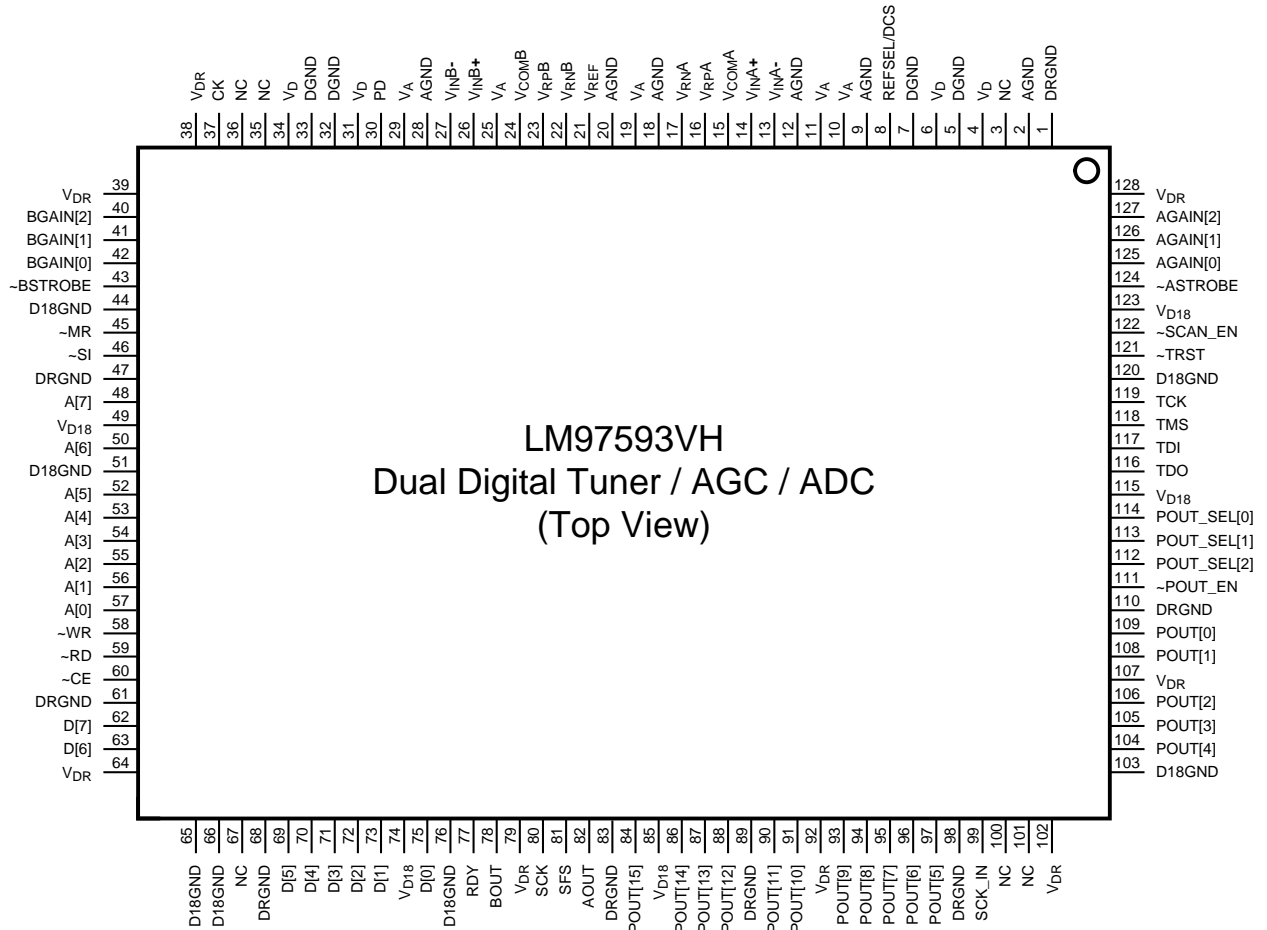 38 VDR
37 CK
36 NC
35 NC
34 VD
33 DGND
32 DGND
31 VD
30 PD
29 VA
28 AGND
27 VINB-
26 VINB+
25 VA
24 VCOMB
23 VRPB
22 VRNB
21 VREF
20 AGND
19 VA
18 AGND
17 VRNA
16 VRPA
15 VCOMA
14 VINA+
13 VINA-
12 AGND
11 VA
10 VA
9 AGND
8 REFSEL/DCS
7 DGND
6 VD
5 DGND
4 VD
3 NC
2 AGND
1 DRGND
VDR 39
BGAIN[2] 40
BGAIN[1] 41
BGAIN[0] 42
~BSTROBE 43
D18GND 44
~MR 45
~SI 46
DRGND 47
A[7] 48
VD18 49
A[6] 50
D18GND 51
A[5] 52
A[4] 53
A[3] 54
A[2] 55
A[1] 56
A[0] 57
~WR 58
~RD 59
~CE 60
DRGND 61
D[7] 62
D[6] 63
VDR 64
LM97593VH
Dual Digital Tuner / AGC / ADC
(Top View)
128 VDR
127 AGAIN[2]
126 AGAIN[1]
125 AGAIN[0]
124 ~ASTROBE
123 VD18
122 ~SCAN_EN
121 ~TRST
120 D18GND
119 TCK
118 TMS
117 TDI
116 TDO
115 VD18
114 POUT_SEL[0]
113 POUT_SEL[1]
112 POUT_SEL[2]
111 ~POUT_EN
110 DRGND
109 POUT[0]
108 POUT[1]
107 VDR
106 POUT[2]
105 POUT[3]
104 POUT[4]
103 D18GND
65 D18GND
66 D18GND
67 NC
68 DRGND
69 D[5]
70 D[4]
71 D[3]
72 D[2]
73 D[1]
74 VD18
75 D[0]
76 D18GND
77 RDY
78 BOUT
79 VDR
80 SCK
81 SFS
82 AOUT
83 DRGND
84 POUT[15]
85 VD18
86 POUT[14]
87 POUT[13]
88 POUT[12]
89 DRGND
90 POUT[11]
91 POUT[10]
92 VDR
93 POUT[9]
94 POUT[8]
95 POUT[7]
96 POUT[6]
97 POUT[5]
98 DRGND
99 SCK_IN
100 NC
101 NC
102 VDR